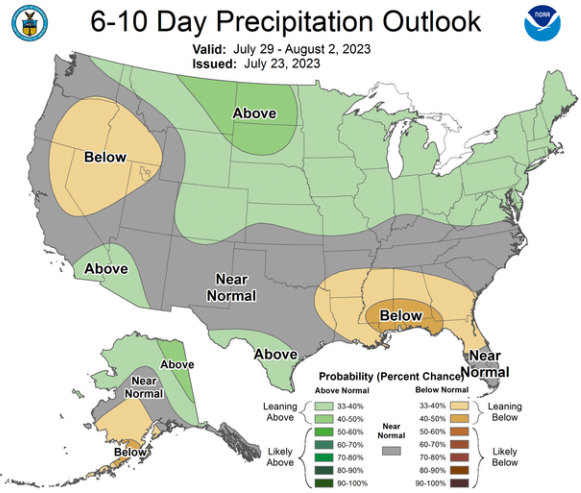 6-10 Day Precipitation Outlook
NOAA
Valid: July 29 - August 2, 2023
Issued: July 23, 2023
Above
Below
Above
Near
Normal
Below
Above
Near
Normal
Above
Near
Normal
Below
Probability (Percent Chance)
Above Normal
Below Normal
Leaning
Above
33-40%
40-50%
Likely
Above
50-60%
60-70%
70-80%
80-90%
90-100%
Near
Normal
33-40%
40-50%
Leaning
Below
50-60%
60-70%
70-80%
80-90%
90-100%
Likely
Below